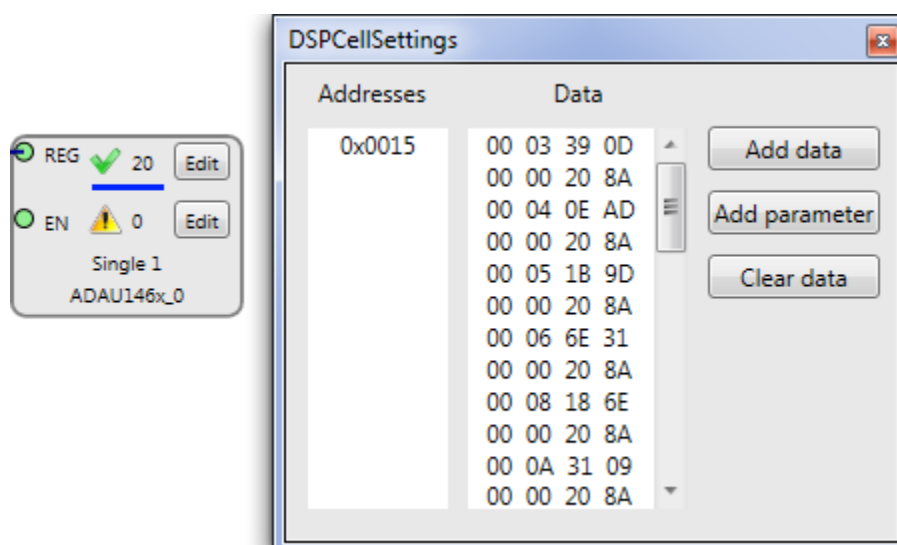 DSPCellSettings
Addresses Data
0x0015
00 03 39 0D
00 00 20 8A
00 04 0E AD
00 00 20 8A
00 05 1B 9D
00 00 20 8A
00 06 6E 31
00 00 20 8A
00 08 18 6E
00 00 20 8A
00 0A 31 09
00 00 20 8A
Add data
Add parameter
Clear data
REG 20 Edit
EN 0 Edit
Single 1
ADAU146x_0